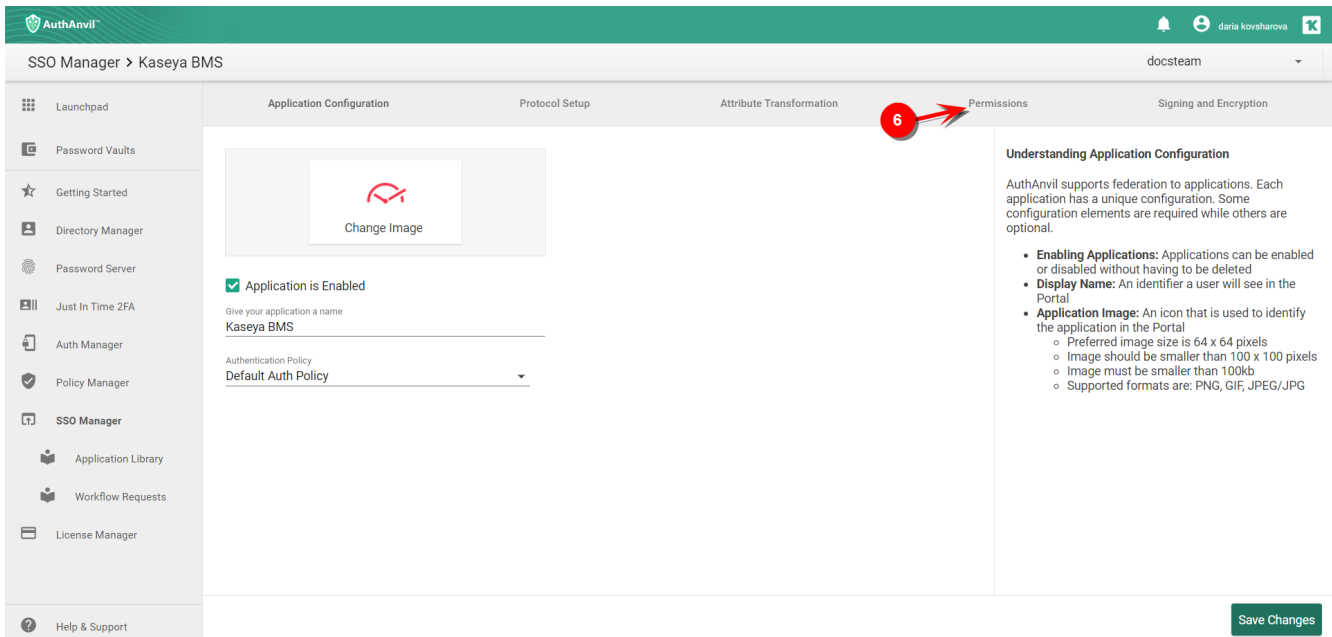 AuthAnvil™
daria kovsharova
SSO Manager > Kaseya BMS
docsteam
Launchpad
Password Vaults
Getting Started
Directory Manager
Password Server
Just In Time 2FA
Auth Manager
Policy Manager
SSO Manager
Application Library
Workflow Requests
License Manager
Help & Support
Application Configuration
Protocol Setup
Attribute Transformation
6
Permissions
Signing and Encryption
Change Image
Application is Enabled
Give your application a name
Kaseya BMS
Authentication Policy
Default Auth Policy
Understanding Application Configuration
AuthAnvil supports federation to applications. Each
application has a unique configuration. Some
configuration elements are required while others are
optional.
• Enabling Applications: Applications can be enabled
or disabled without having to be deleted
• Display Name: An identifier a user will see in the
Portal
• Application Image: An icon that is used to identify
the application in the Portal
○ Preferred image size is 64 x 64 pixels
○ Image should be smaller than 100 x 100 pixels
○ Image must be smaller than 100kb
○ Supported formats are: PNG, GIF, JPEG/JPG
Save Changes